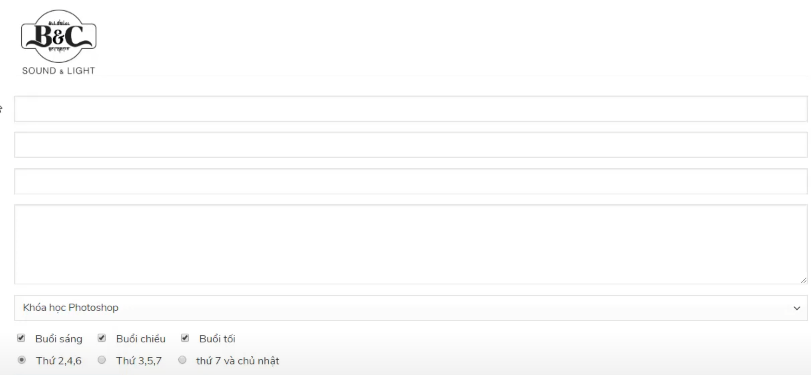 B&C
SOUND & LIGHT
Khóa học Photoshop
Buổi sáng Buổi chiều Buổi tối
Thứ 2,4,6 Thứ 3,5,7 thứ 7 và chủ nhật